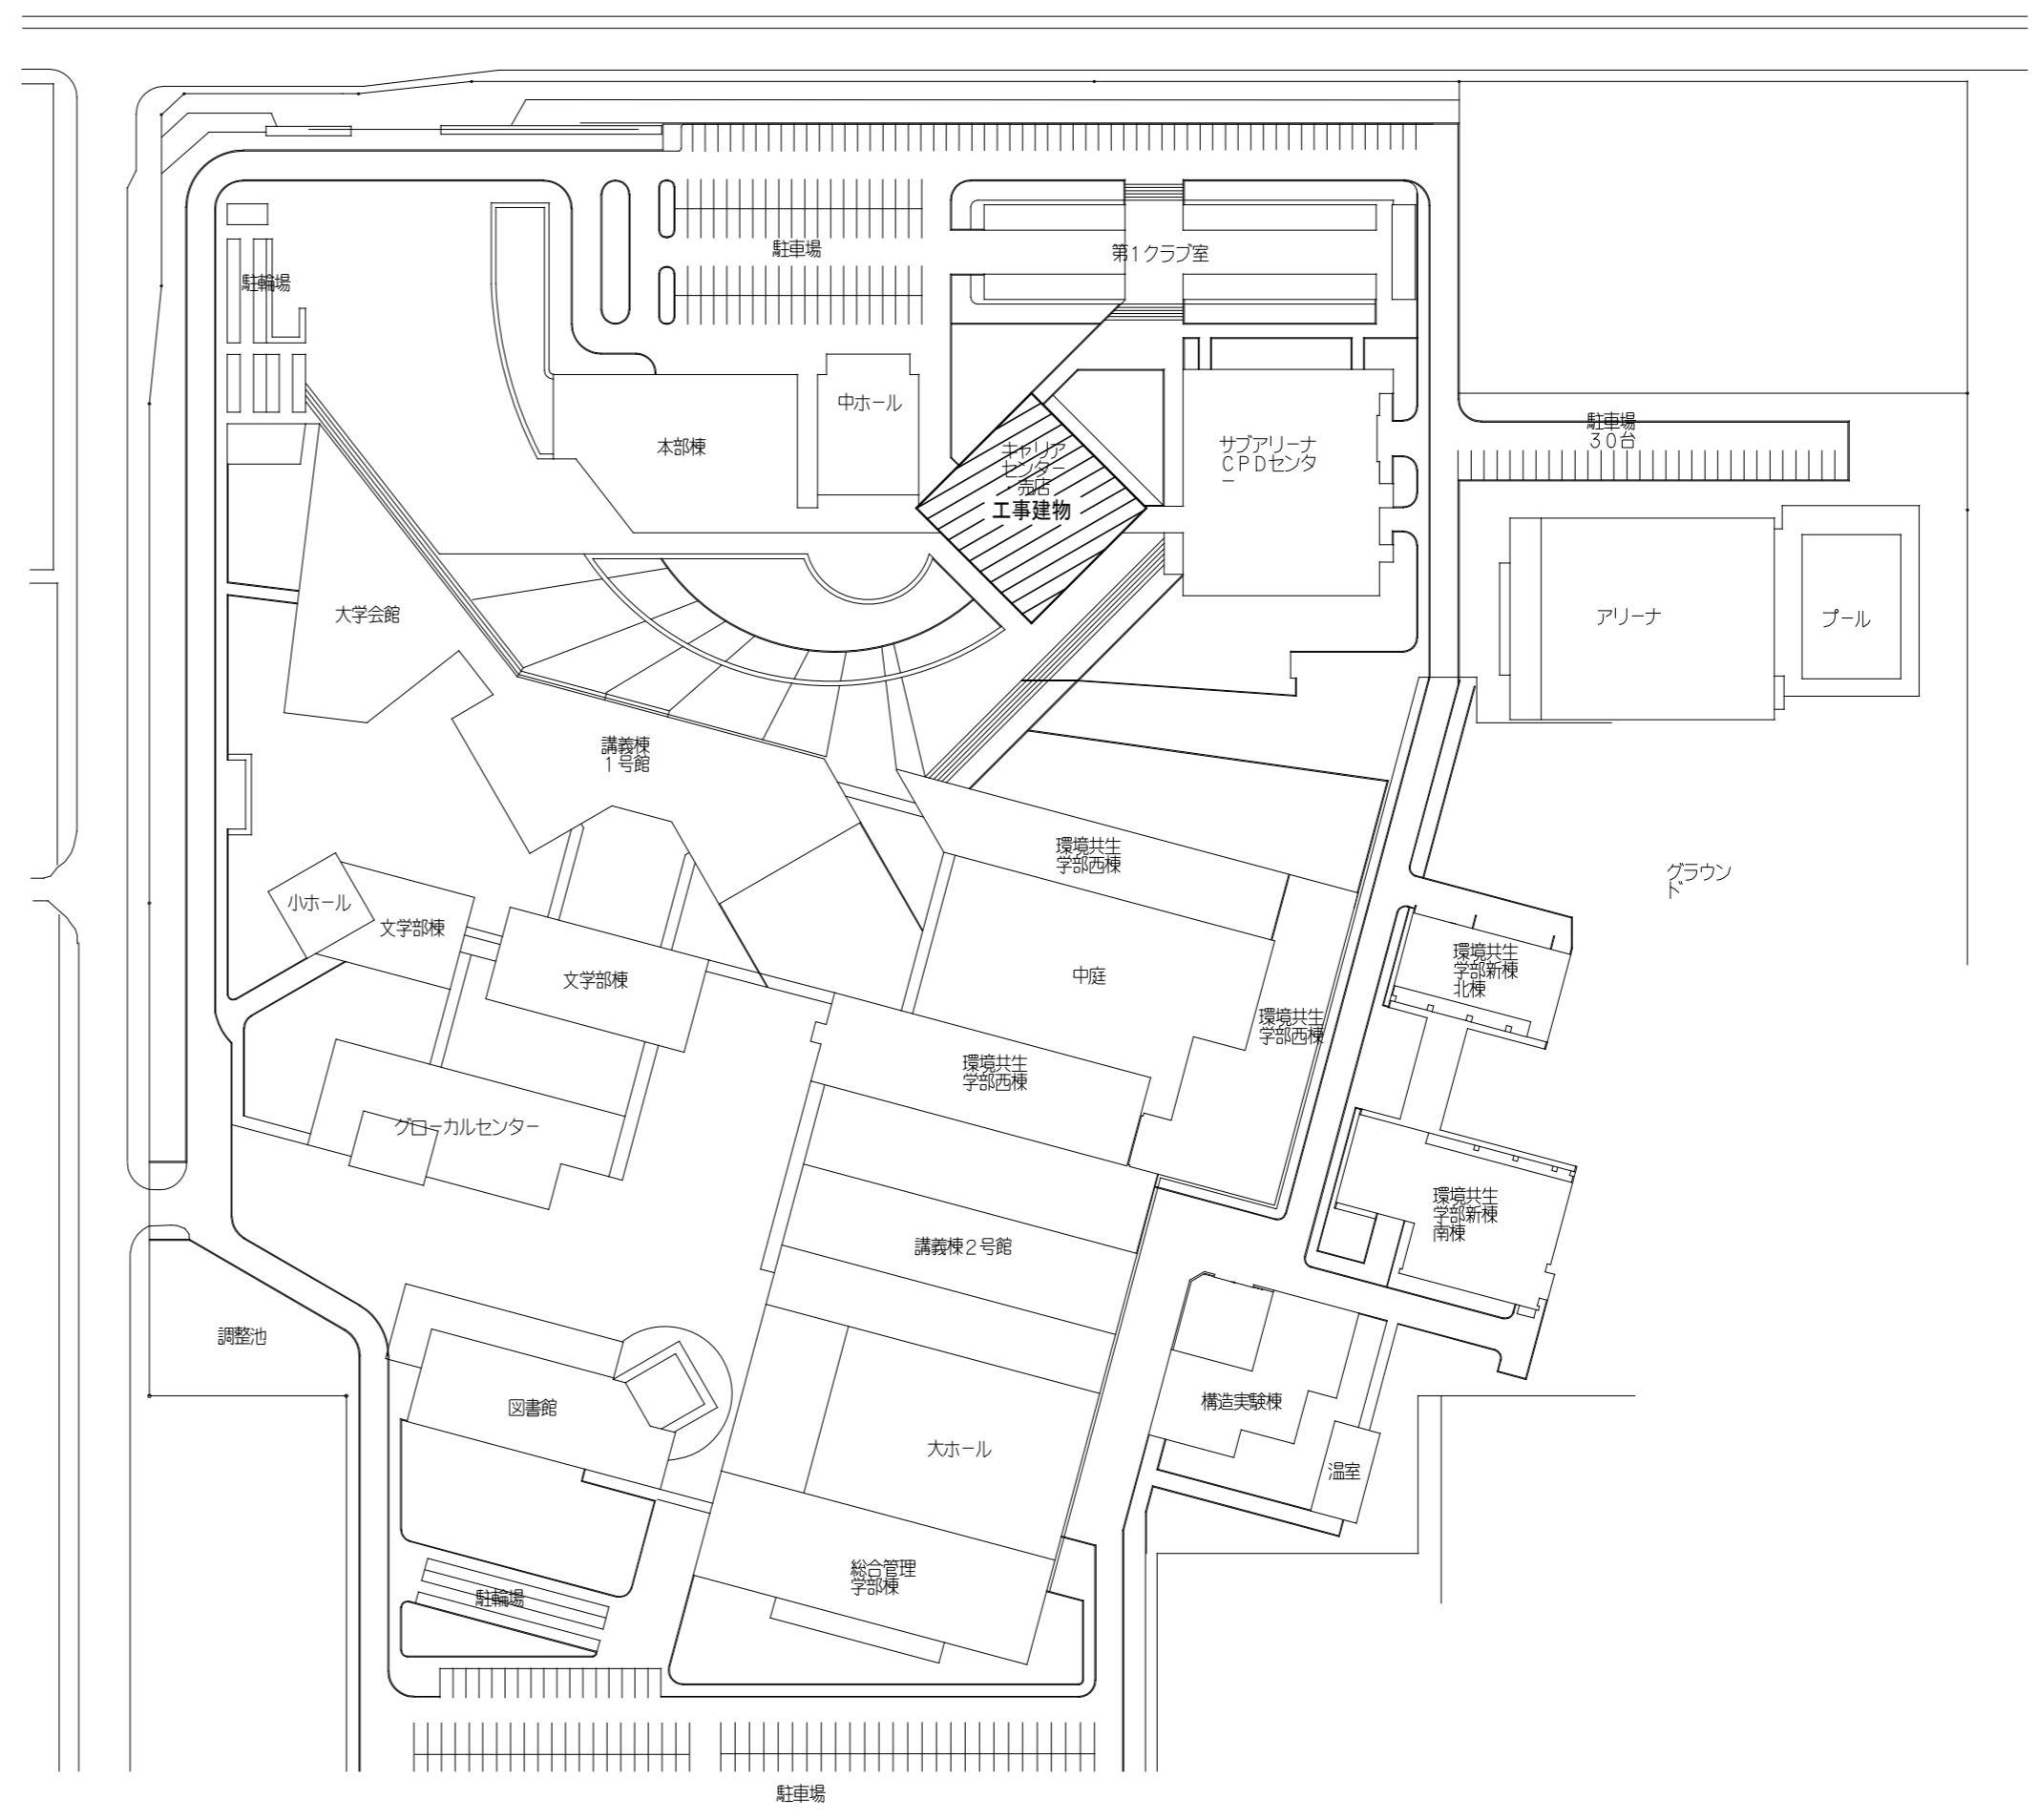 駐車場
第１クラブ室
駐輪場
中ホール
本部棟
キャリア
センター
・売店
工事建物
サブアリーナ
ＣＰＤセンタ
ー
駐車場
３０台
大学会館
アリーナ
プール
講義棟
１号館
環境共生
学部西棟
グラウン
ド
小ホール
文学部棟
文学部棟
中庭
環境共生
学部新棟
北棟
環境共生
学部西棟
環境共生
学部西棟
グローカルセンター
環境共生
学部新棟
南棟
講義棟２号館
調整池
図書館
構造実験棟
大ホール
温室
総合管理
学部棟
駐輪場
駐車場